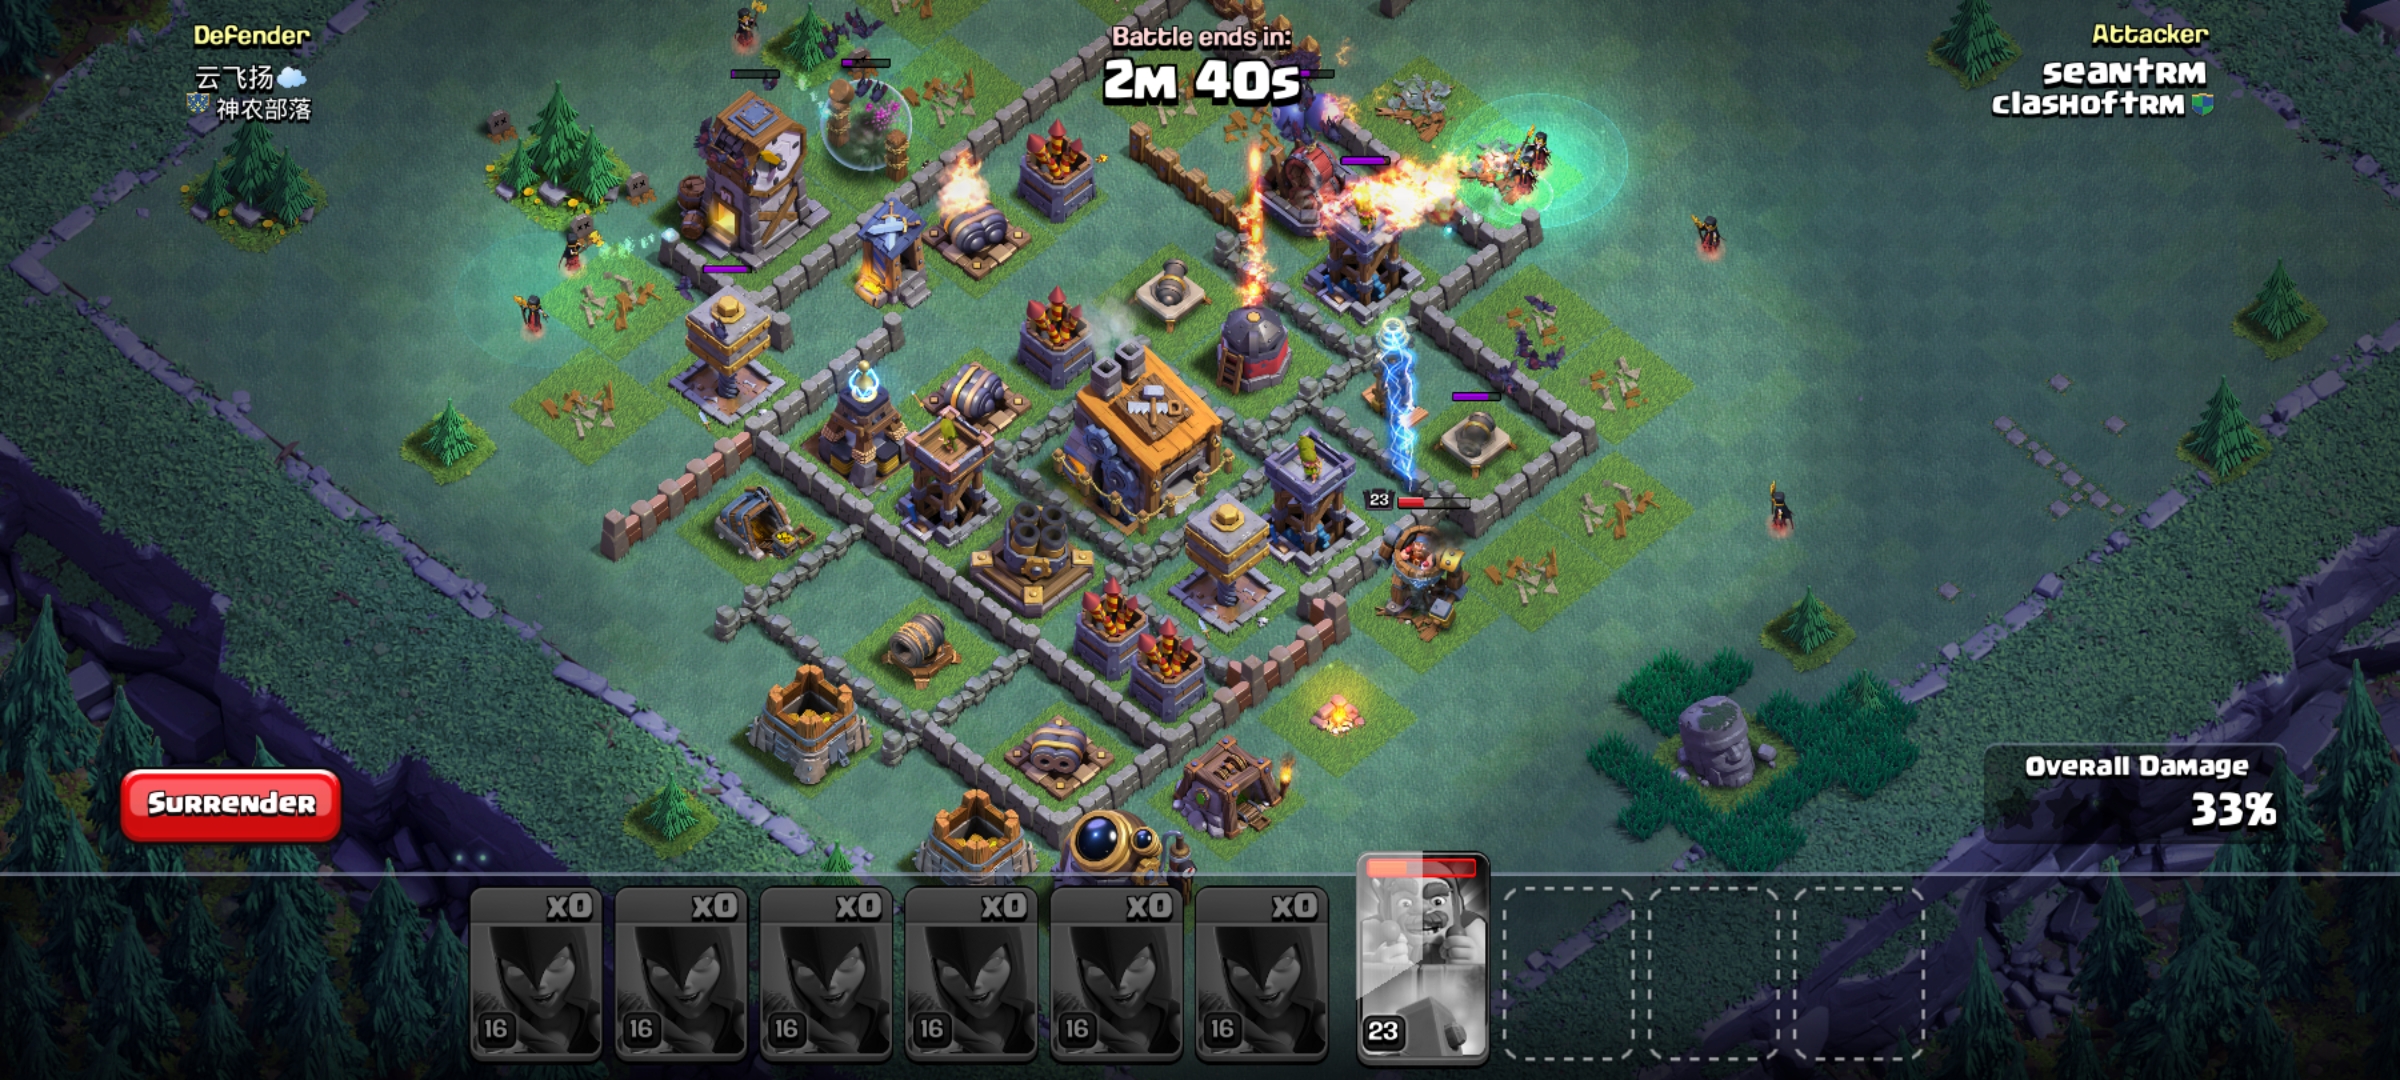 Defender
云飞扬☁️
神农部落
Battle ends in:
2M 40s
Attacker
seantRM
clashoftRM
23
Surrender
Overall Damage
33%
x0
x0
x0
x0
x0
x0
16
16
16
16
16
16
23